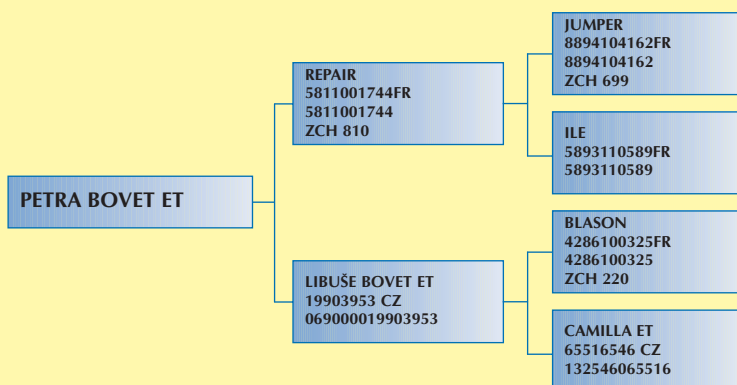 PETRA BOVET ET
REPAIR
5811001744FR
5811001744
ZCH 810
LIBUŠE BOVET ET
19903953 CZ
069000019903953
JUMPER
8894104162FR
8894104162
ZCH 699
ILE
5893110589FR
5893110589
BLASON
4286100325FR
4286100325
ZCH 220
CAMILLA ET
65516546 CZ
132546065516